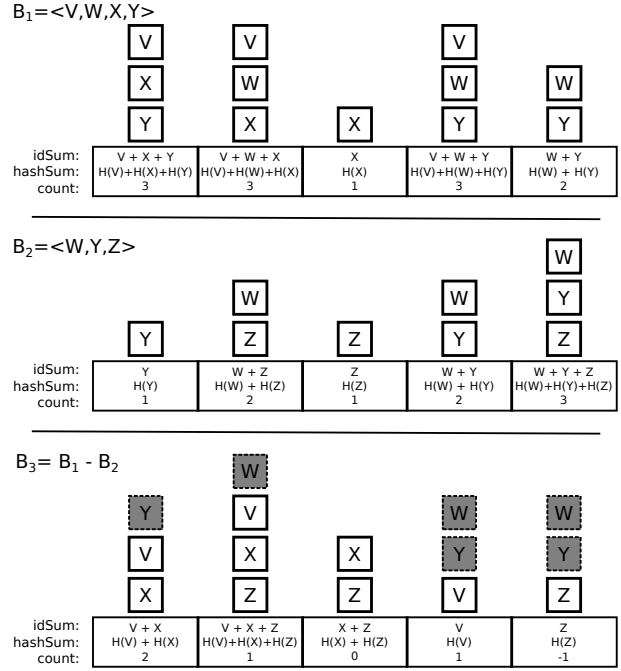 B₁=<V,W,X,Y>
V V V
X W W W
Y X X Y Y
idSum: V + X + Y V + W + X X V + W + Y W + Y
hashSum: H(V)+H(X)+H(Y) H(V)+H(W)+H(X) H(X) H(V)+H(W)+H(Y) H(W) + H(Y)
count: 3 3 1 3 2
B₂=<W,Y,Z>
W
W W Y
Y Z Z Y Z
idSum: Y W + Z Z W + Y W + Y + Z
hashSum: H(Y) H(W) + H(Z) H(Z) H(W) + H(Y) H(W)+H(Y)+H(Z)
count: 1 2 1 2 3
B₃= B₁ - B₂
W
Y V W W
V X X Y Y
X Z Z V Z
idSum: V + X V + X + Z X + Z V Z
hashSum: H(V) + H(X) H(V)+H(X)+H(Z) H(X) + H(Z) H(V) H(Z)
count: 2 1 0 1 -1